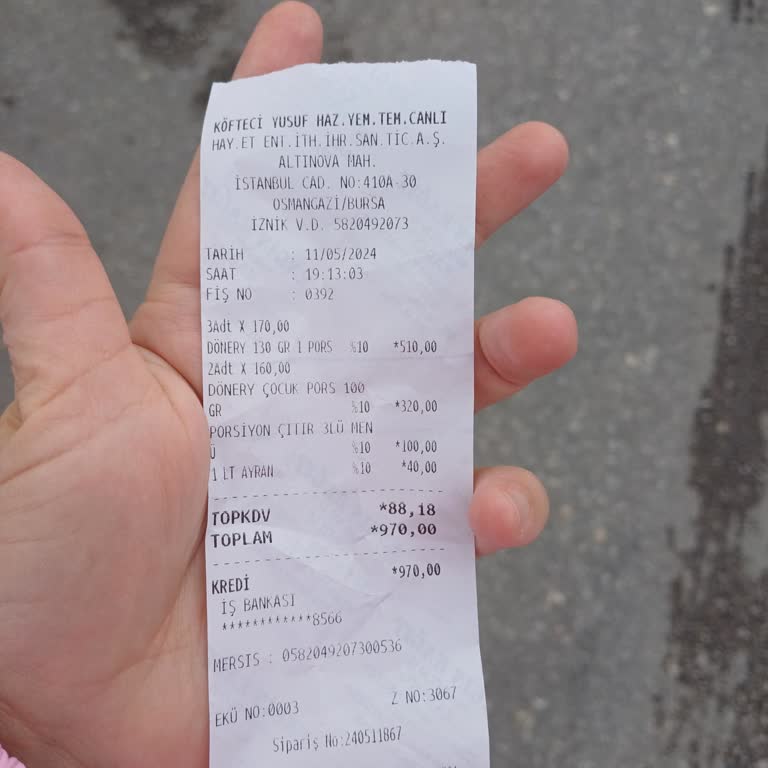 KÖFTECİ YUSUF HAZ.YEM.TEM.CANLI
HAY.ET ENT.İTH.İHR.SAN.TİC.A.Ş.
ALTINOVA MAH.
İSTANBUL CAD. NO:410A-30
OSMANGAZİ/BURSA
İZNİK V.D. 5820492073
TARİH : 11/05/2024
SAAT : 19:13:03
FİŞ NO : 0392
3Adt X 170,00
DÖNERY 130 GR 1 PORS %10 *510,00
2Adt X 160,00
DÖNERY ÇOCUK PORS 100
GR %10 *320,00
PORSİYON ÇITIR 3LÜ MEN
Ü %10 *100,00
1 LT AYRAN %10 *40,00
TOPKDV *88,18
TOPLAM *970,00
KREDİ *970,00
İŞ BANKASI
************8566
MERSIS : 0582049207300536
EKÜ NO:0003 Z NO:3067
Sipariş No:240511867